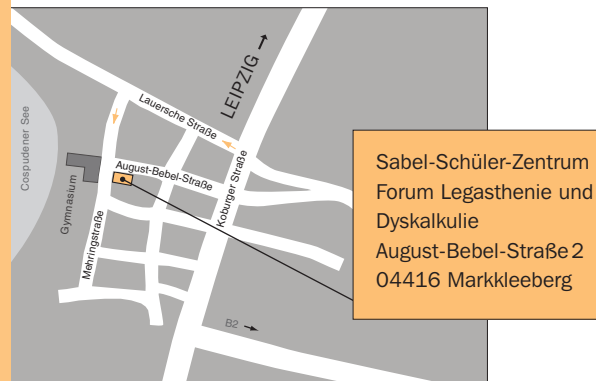 LEIPZIG
Lauersche Straße
Cospudener See
August-Bebel-Straße
Koburger Straße
Gymnasium
Mehringstraße
B2
Sabel-Schüler-Zentrum
Forum Legasthenie und
Dyskalkulie
August-Bebel-Straße 2
04416 Markkleeberg